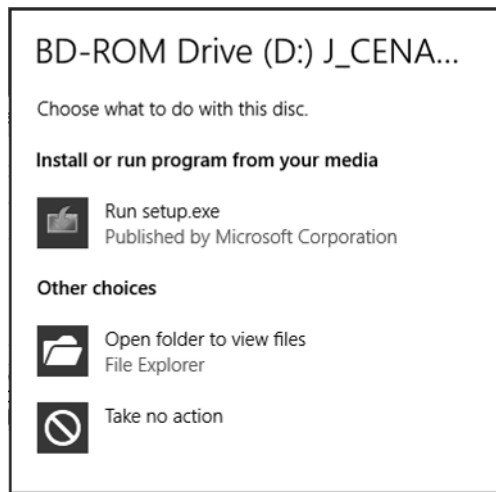 BD-ROM Drive (D:) J_CENA...
Choose what to do with this disc.
Install or run program from your media
Run setup.exe
Published by Microsoft Corporation
Other choices
Open folder to view files
File Explorer
Take no action